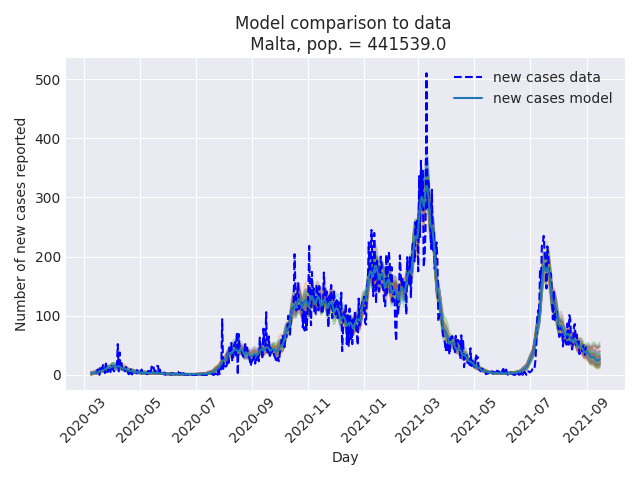 Model comparison to data
Malta, pop. = 441539.0
new cases data
new cases model
Number of new cases reported
500
400
300
200
100
0
2020-03
2020-05
2020-07
2020-09
2020-11
2021-01
2021-03
2021-05
2021-07
2021-09
Day